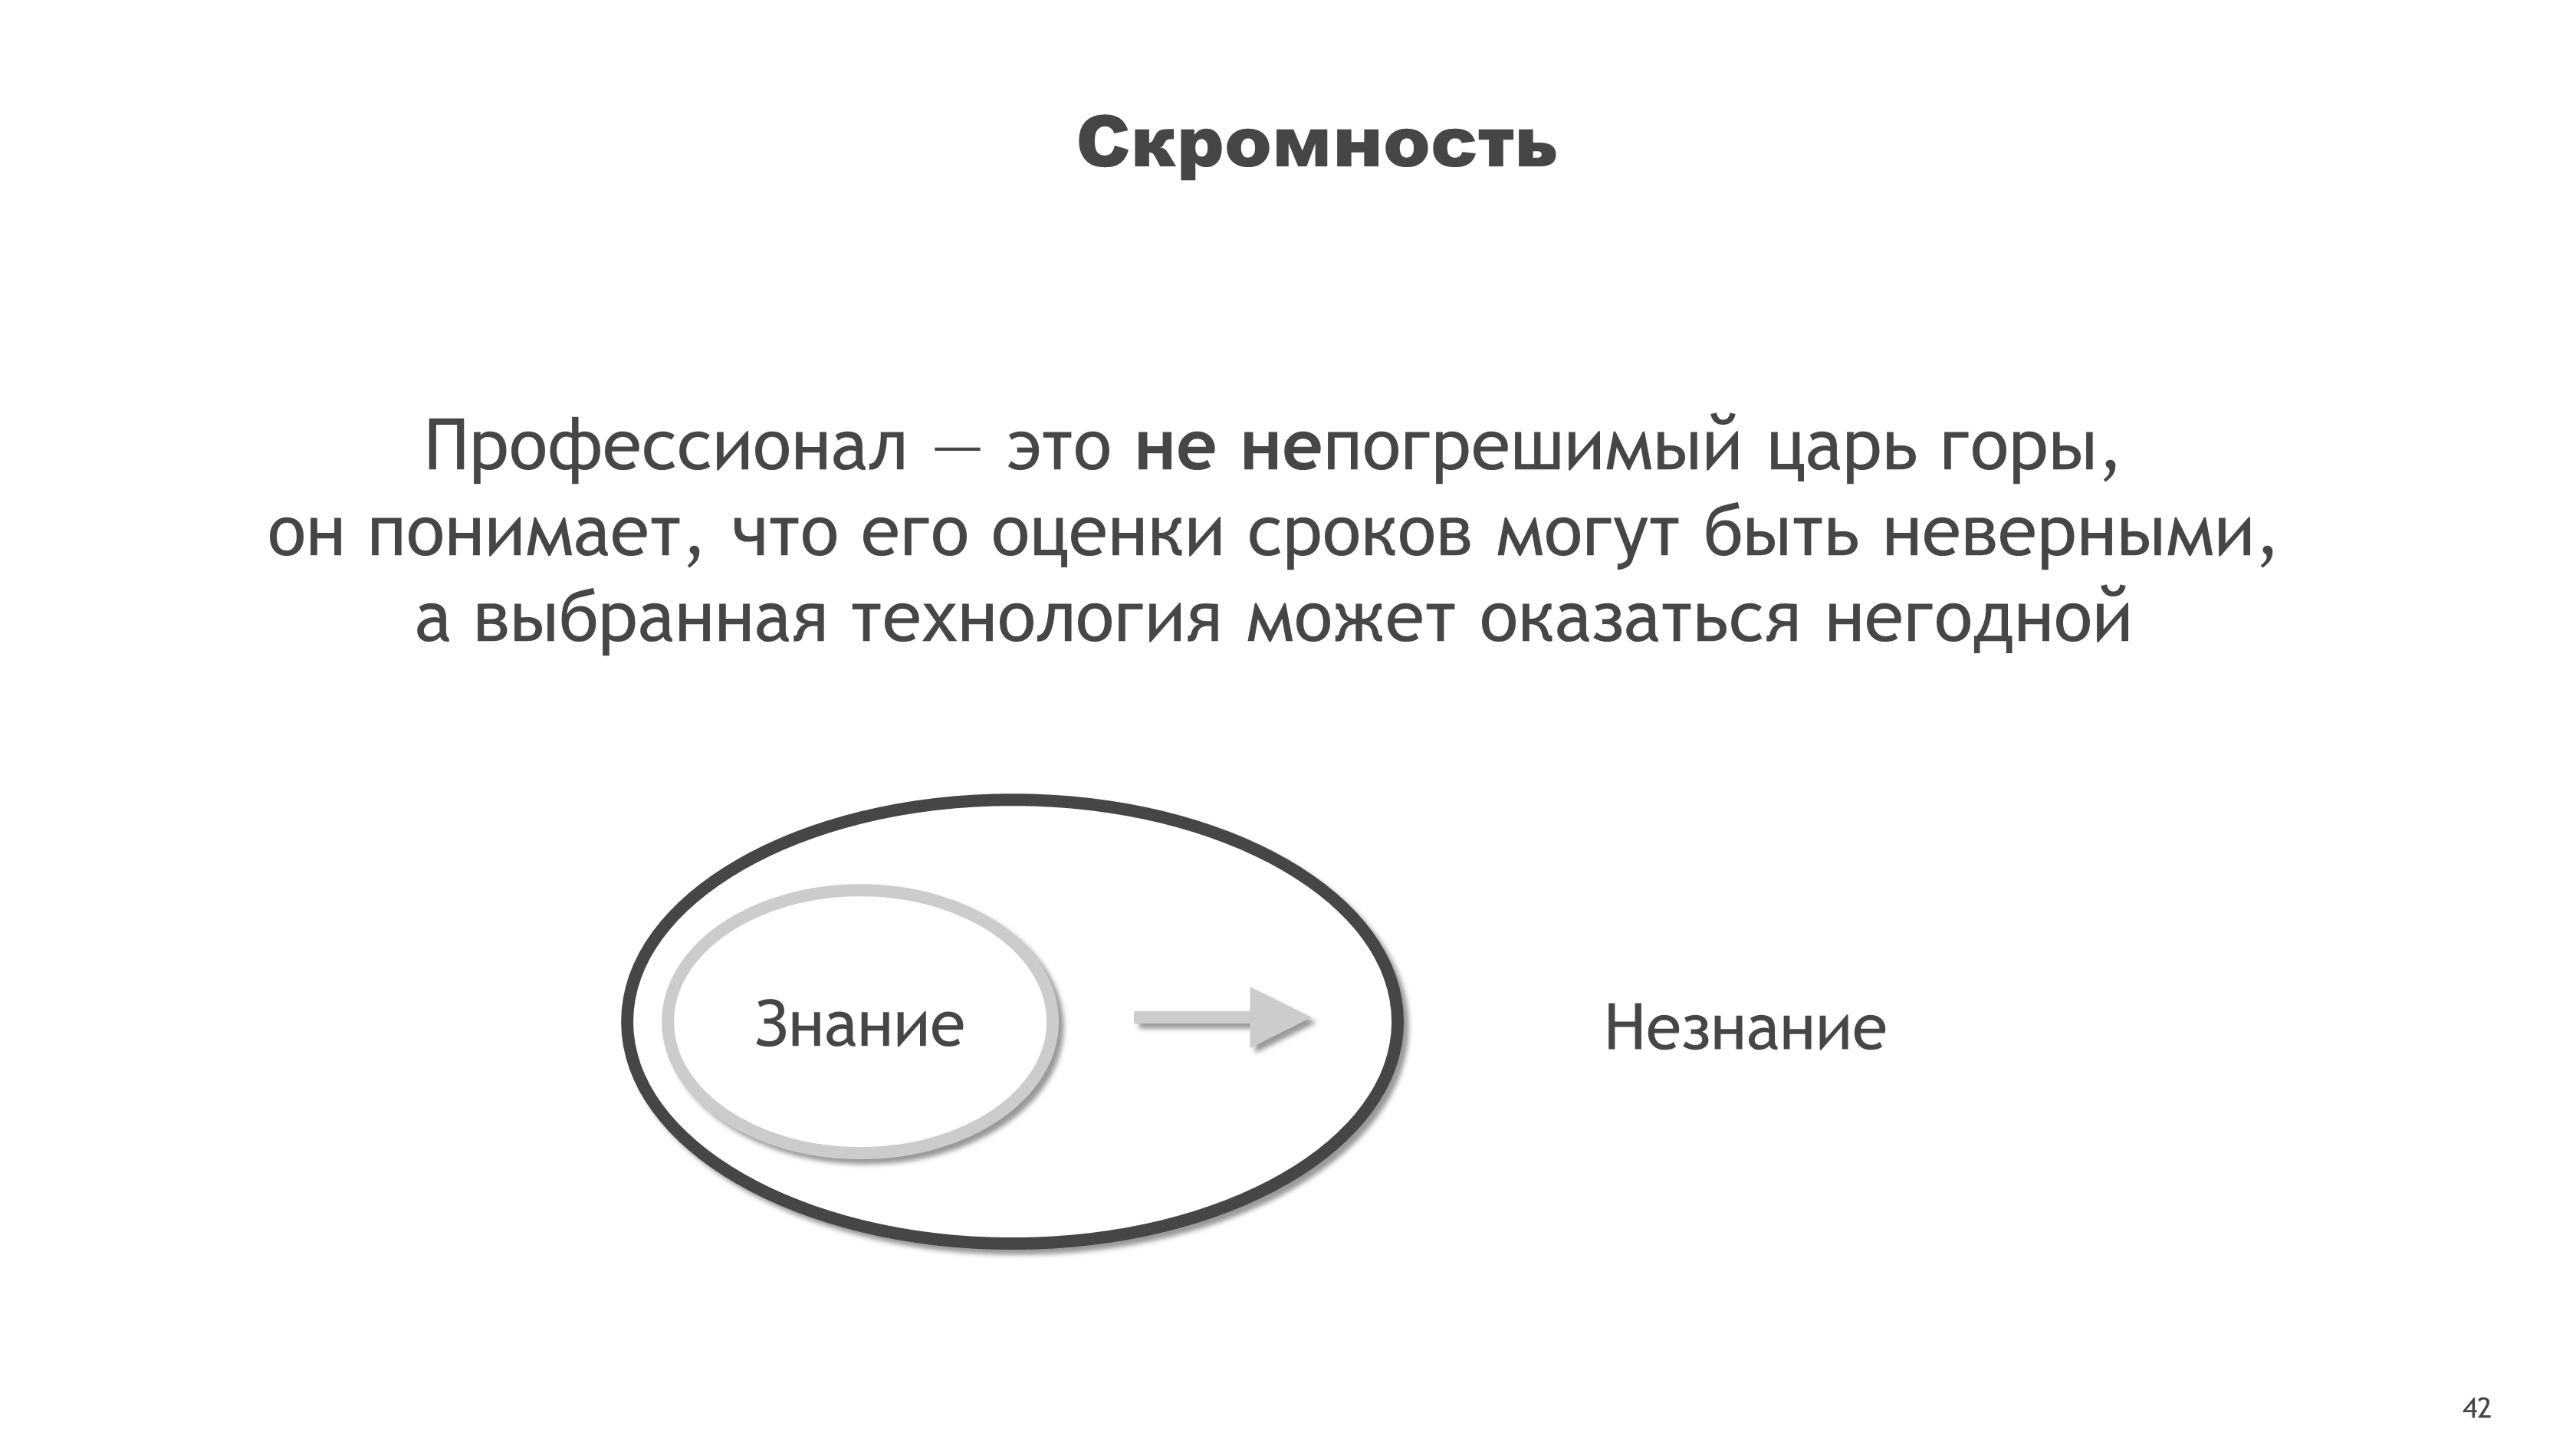 Скромность
Профессионал — это не непогрешимый царь горы,
он понимает, что его оценки сроков могут быть неверными,
а выбранная технология может оказаться негодной
Знание
Незнание
42